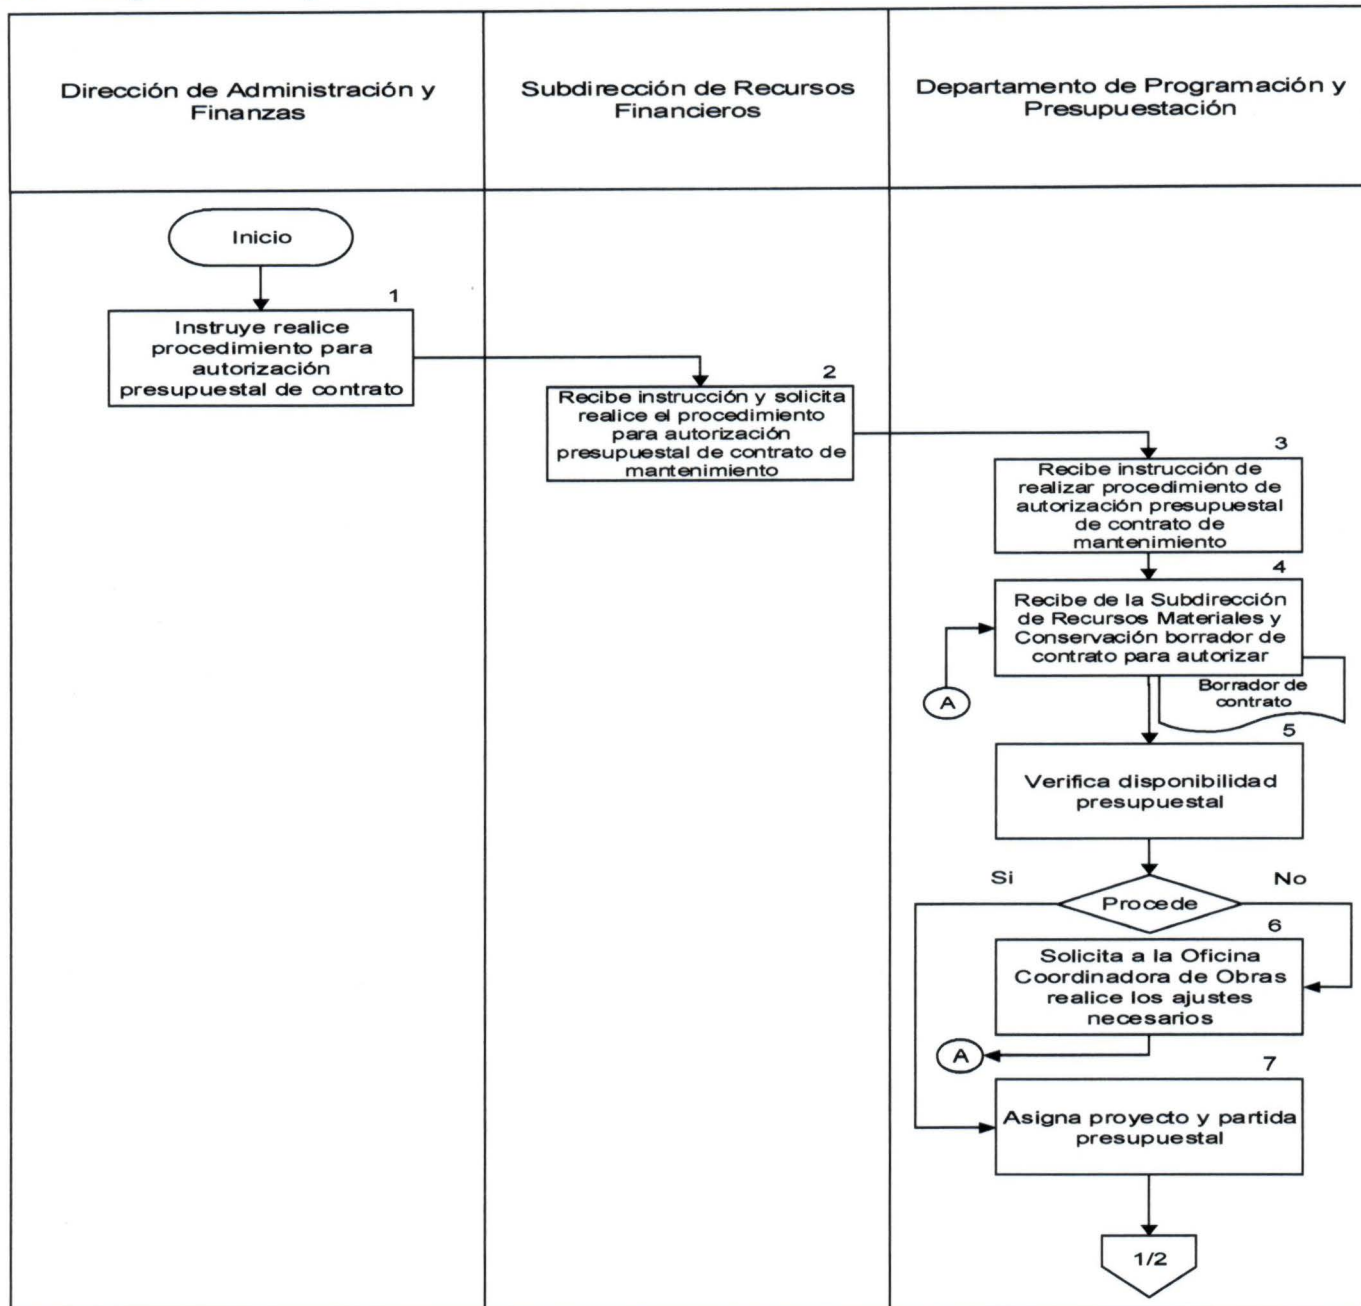 Dirección de Administración y
Finanzas
Subdirección de Recursos
Financieros
Departamento de Programación y
Presupuestación
Inicio
1
Instruye realice
procedimiento para
autorización
presupuestal de contrato
2
Recibe instrucción y solicita
realice el procedimiento
para autorización
presupuestal de contrato de
mantenimiento
3
Recibe instrucción de
realizar procedimiento de
autorización presupuestal
de contrato de
mantenimiento
4
Recibe de la Subdirección
de Recursos Materiales y
Conservación borrador de
contrato para autorizar
A
Borrador de
contrato
5
Verifica disponibilidad
presupuestal
Si
No
Procede
6
Solicita a la Oficina
Coordinadora de Obras
realice los ajustes
necesarios
A
7
Asigna proyecto y partida
presupuestal
1/2